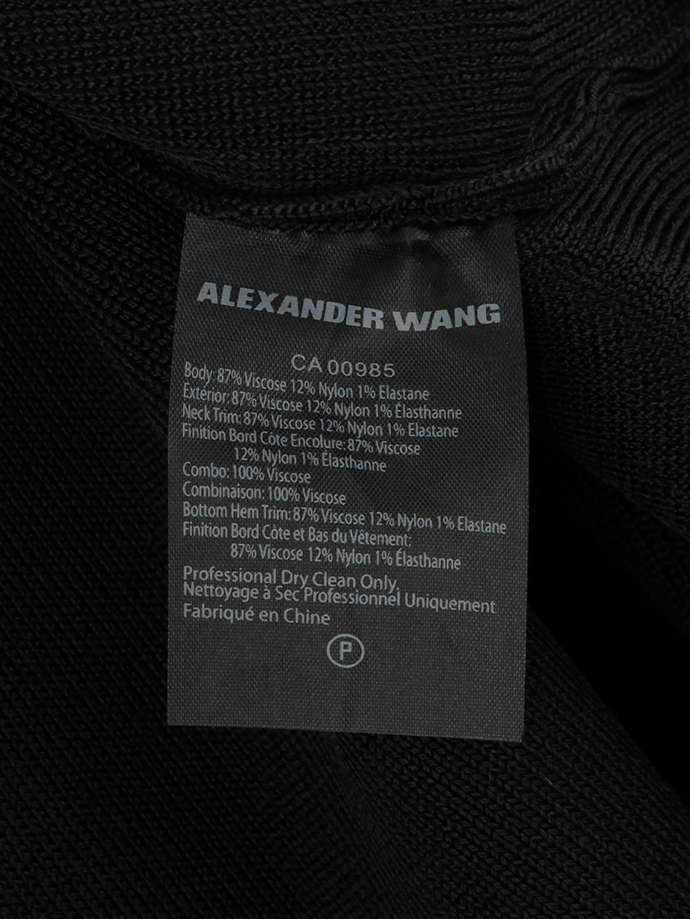 ALEXANDER WANG
CA 00985
Body: 87% Viscose 12% Nylon 1% Elastane
Exterior: 87% Viscose 12% Nylon 1% Élasthanne
Neck Trim: 87% Viscose 12% Nylon 1% Elastane
Finition Bord Côte Encolure: 87% Viscose
12% Nylon 1% Élasthanne
Combo: 100% Viscose
Combinaison: 100% Viscose
Bottom Hem Trim: 87% Viscose 12% Nylon 1% Elastane
Finition Bord Côte et Bas du Vêtement:
87% Viscose 12% Nylon 1% Élasthanne
Professional Dry Clean Only,
Nettoyage à Sec Professionnel Uniquement
Fabriqué en Chine
P